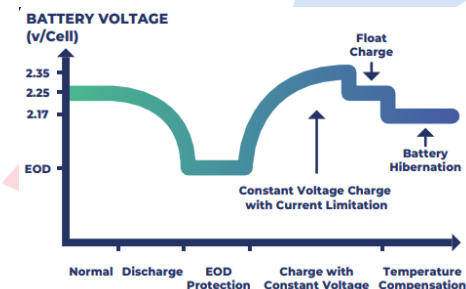 BATTERY VOLTAGE
(v/Cell)
Float
Charge
2.35
2.25
2.17
EOD
Battery
Hibernation
Constant Voltage Charge
with Current Limitation
Normal Discharge EOD Charge with Temperature
Protection Constant Voltage Compensation